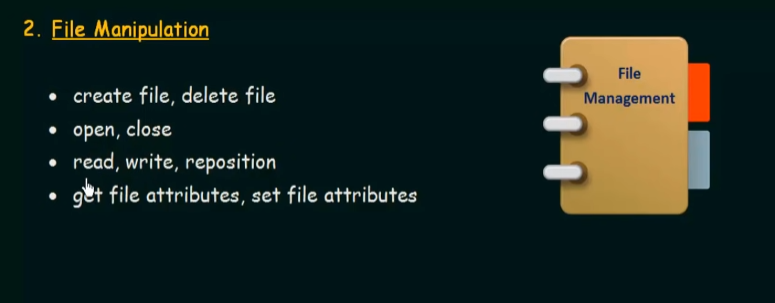 2. File Manipulation
• create file, delete file
• open, close
• read, write, reposition
• get file attributes, set file attributes
File
Management